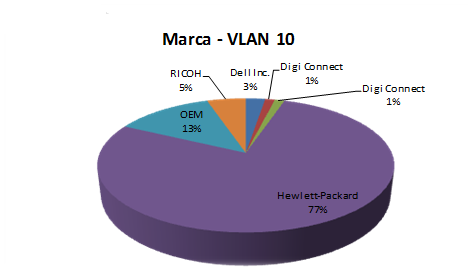 Marca - VLAN 10
RICOH
5%
Dell Inc.
3%
Digi Connect
1%
Digi Connect
1%
OEM
13%
Hewlett-Packard
77%